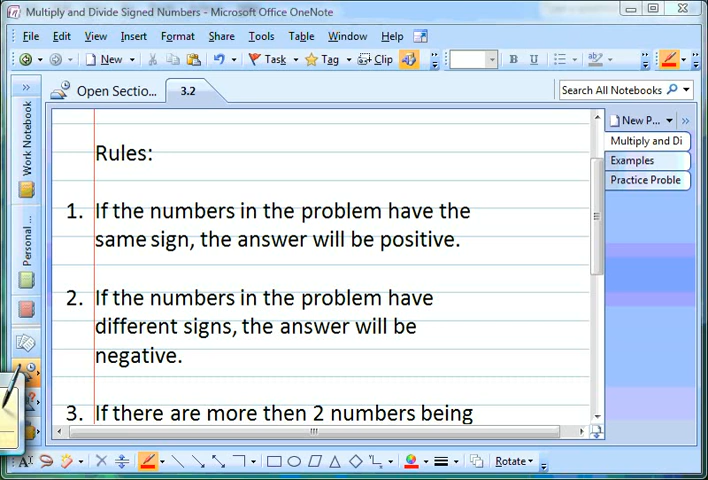 Multiply and Divide Signed Numbers - Microsoft Office OneNote
File Edit View Insert Format Share Tools Table Window Help
New Task Tag Clip B U ab
Open Sectio... 3.2 Search All Notebooks
Work Notebook
Personal ...
New P...
Multiply and Di
Examples
Practice Proble
Rules:
1. If the numbers in the problem have the
same sign, the answer will be positive.
2. If the numbers in the problem have
different signs, the answer will be
negative.
3. If there are more then 2 numbers being
Rotate